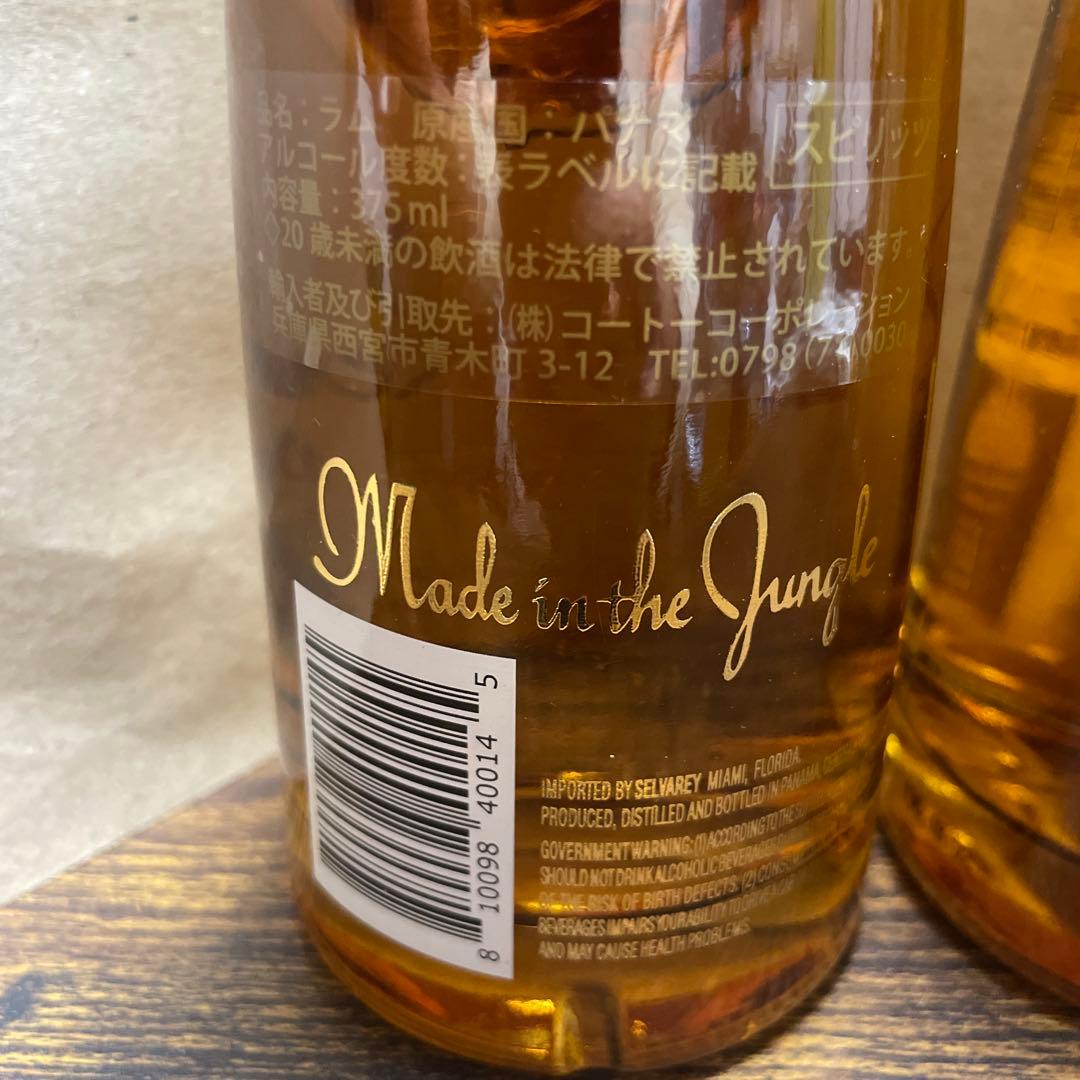 品名：ラム 原産国：パナマ
スピリッツ
アルコール度数：表ラベルに記載
内容量：375ml
◇20歳未満の飲酒は法律で禁止されています。
輸入者及び引取先：(株)コートーコーポレーション
兵庫県西宮市青木町 3-12 TEL:0798 0030
Made in the Jungle
8 10098 40014 5
IMPORTED BY SELVAREY MIAMI, FLORIDA.
PRODUCED, DISTILLED AND BOTTLED IN PANAMA,
GOVERNMENT WARNING: (1) ACCORDING TO THE
SHOULD NOT DRINK ALCOHOLIC BEVERAGES
OF THE RISK OF BIRTH DEFECTS. (2)
BEVERAGES IMPAIRS YOUR ABILITY TO
AND MAY CAUSE HEALTH PROBLEMS.